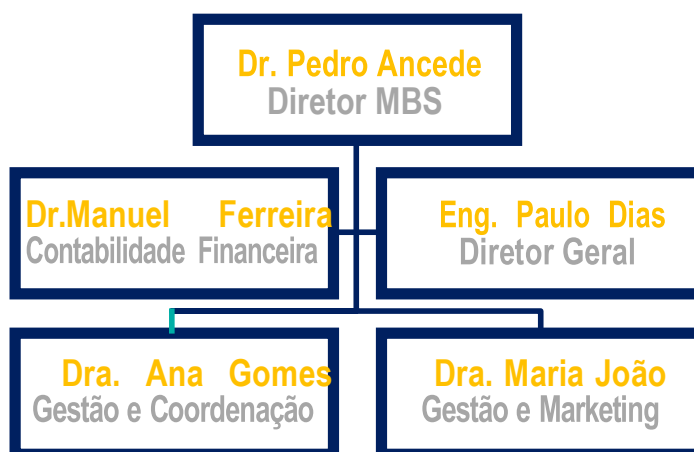 Dr. Pedro Ancede
Diretor MBS
Dr.Manuel Ferreira
Contabilidade Financeira
Eng. Paulo Dias
Diretor Geral
Dra. Ana Gomes
Gestão e Coordenação
Dra. Maria João
Gestão e Marketing